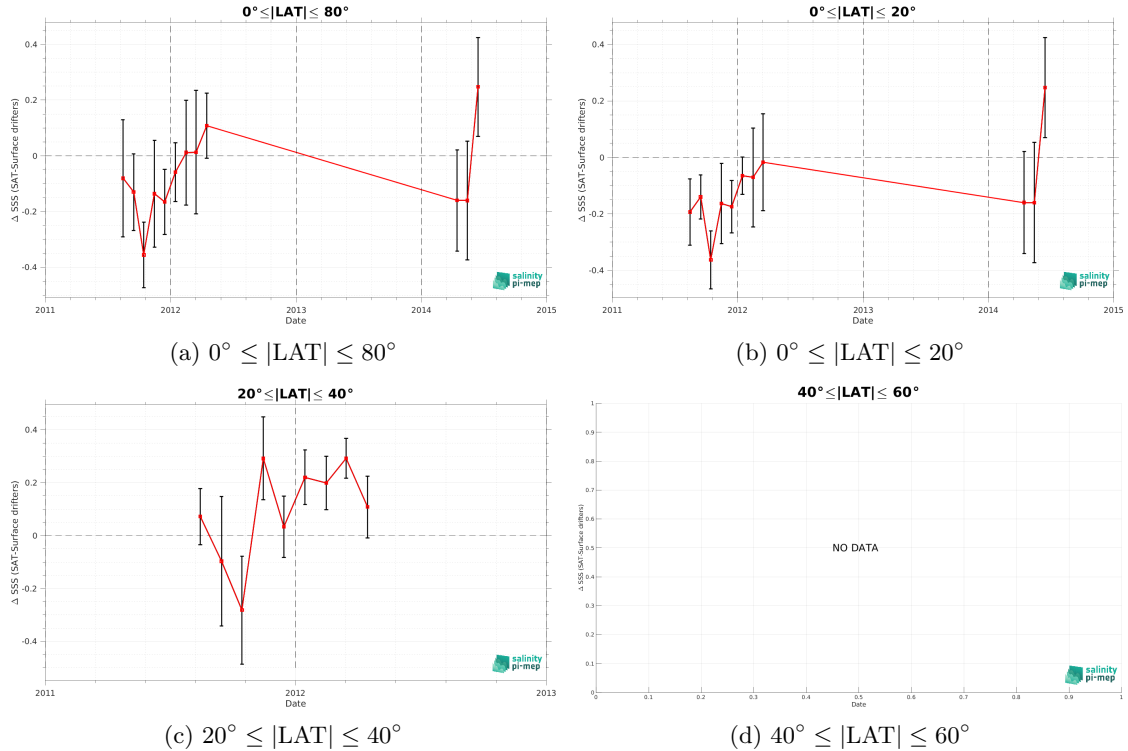 0°≤|LAT|≤ 80°
Δ SSS (SAT-Surface drifters)
0.4
0.2
0
-0.2
-0.4
2011
2012
2013
2014
2015
Date
salinity
pi-mep
(a) 0° ≤ |LAT| ≤ 80°
0°≤|LAT|≤ 20°
Δ SSS (SAT-Surface drifters)
0.4
0.2
0
-0.2
-0.4
2011
2012
2013
2014
2015
Date
salinity
pi-mep
(b) 0° ≤ |LAT| ≤ 20°
20°≤|LAT|≤ 40°
Δ SSS (SAT-Surface drifters)
0.4
0.2
0
-0.2
-0.4
2011
2012
2013
Date
salinity
pi-mep
(c) 20° ≤ |LAT| ≤ 40°
40°≤|LAT|≤ 60°
Δ SSS (SAT-Surface drifters)
1
0.9
0.8
0.7
0.6
0.5
0.4
0.3
0.2
0.1
0
NO DATA
0
0.1
0.2
0.3
0.4
0.5
0.6
0.7
0.8
0.9
1
Date
salinity
pi-mep
(d) 40° ≤ |LAT| ≤ 60°